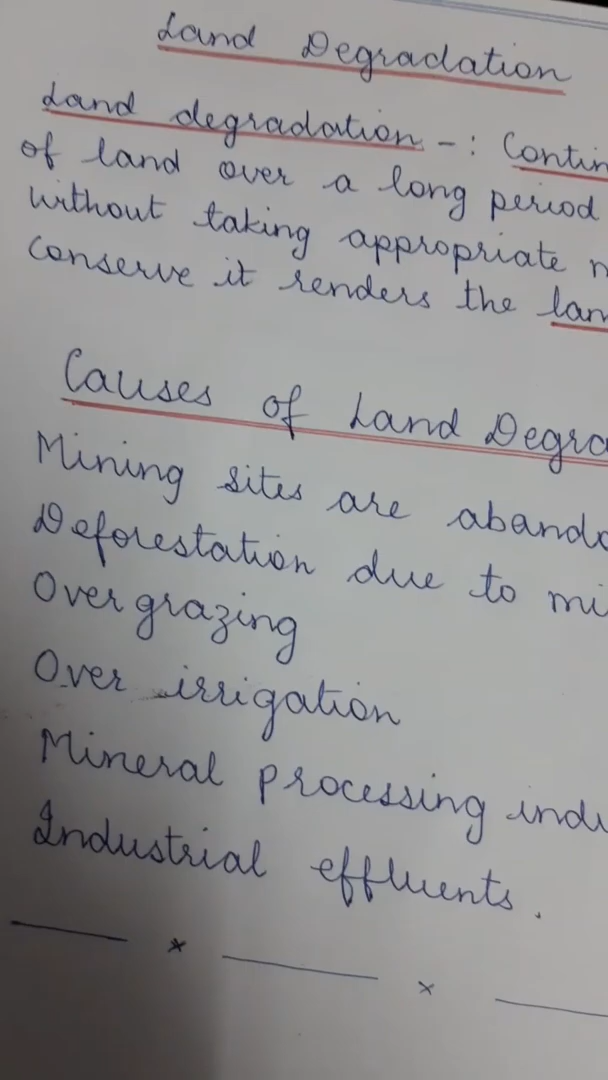 Land Degradation
Land degradation -: Contin
of land over a long period
without taking appropriate
conserve it renders the lan
Causes of Land Degra
Mining sites are abando
Deforestation due to mi
Over grazing
Over irrigation
Mineral processing indu
Industrial effluents.